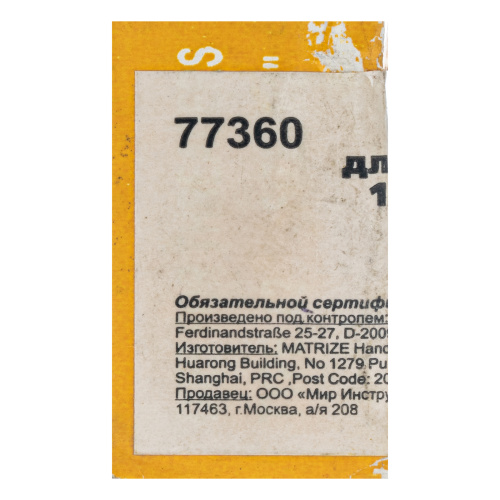 S "
77360
дл
1
Обязательной сертифи
Произведено под контролем:
Ferdinandstraße 25-27, D-2009
Изготовитель: MATRIZE Hand
Huarong Building, No 1279 Pu
Shanghai, PRC ,Post Code: 20
Продавец: ООО «Мир Инстру
117463, г.Москва, а/я 208